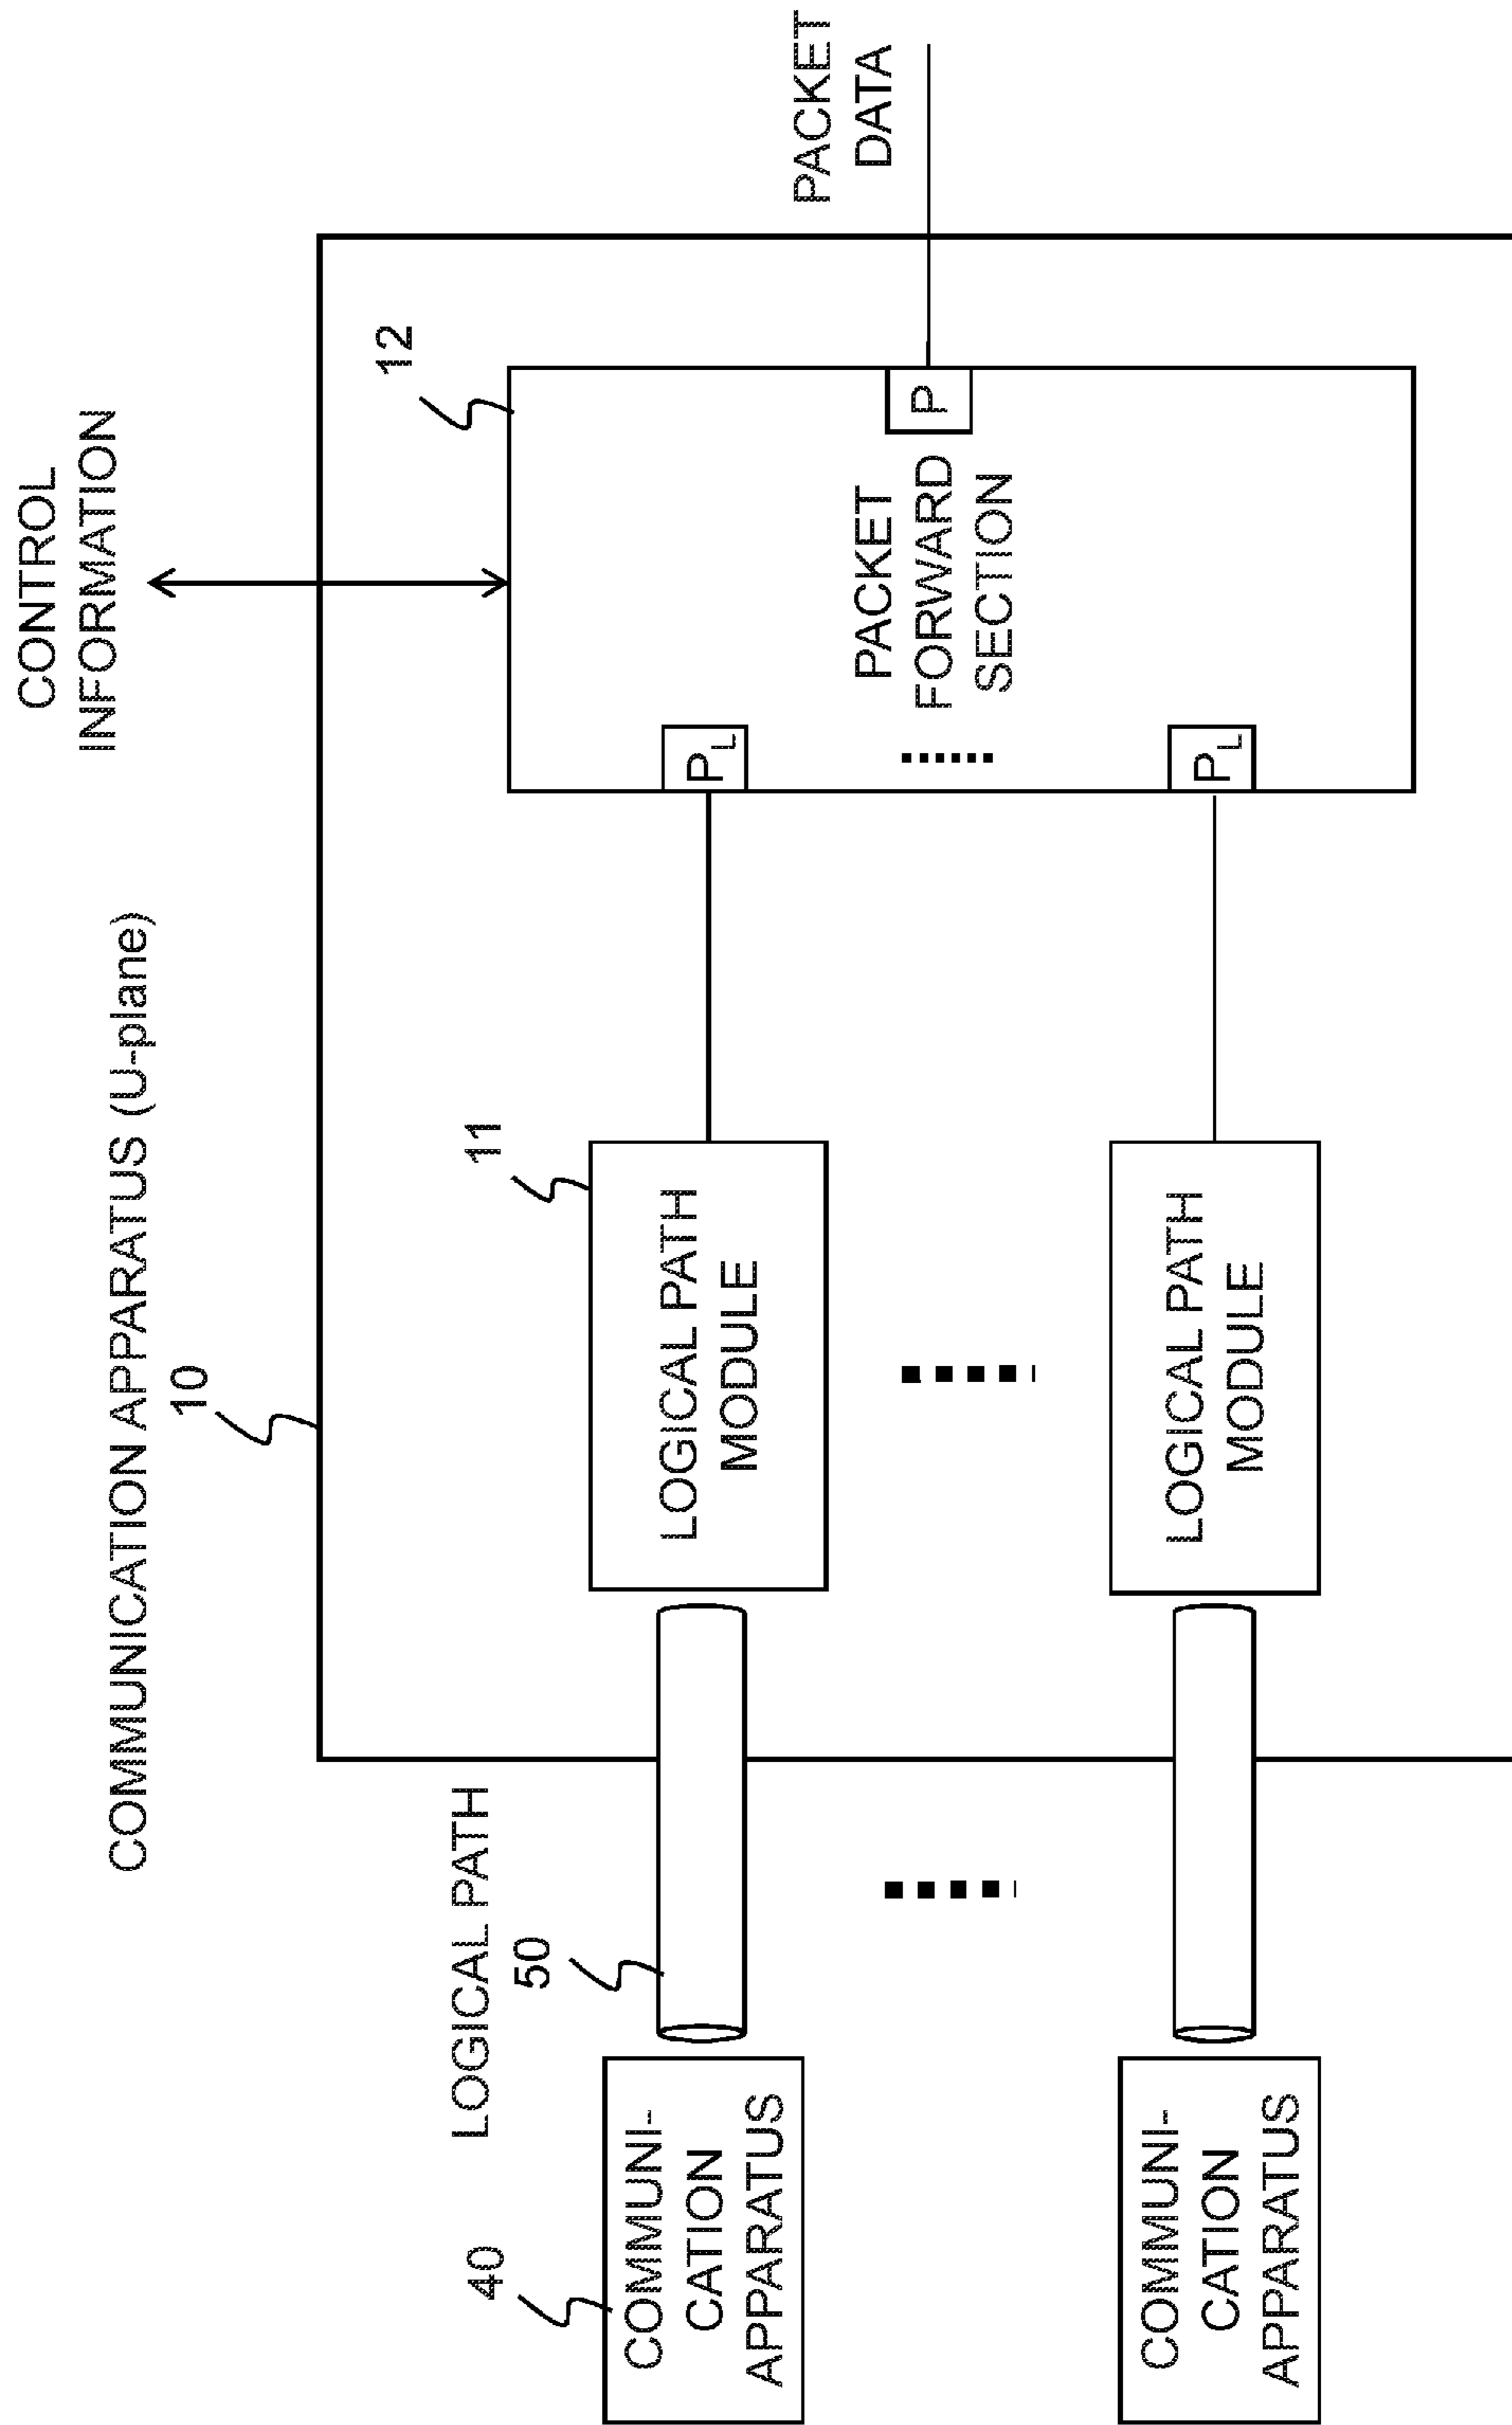 CONTROL
INFORMATION
COMMUNICATION APPARATUS (U-plane)
10
12
PACKET
DATA
LOGICAL PATH
50
40
11
COMMUNI-
CATION
APPARATUS
LOGICAL PATH
MODULE
PL
P
PACKET
FORWARD
SECTION
COMMUNI-
CATION
APPARATUS
LOGICAL PATH
MODULE
PL